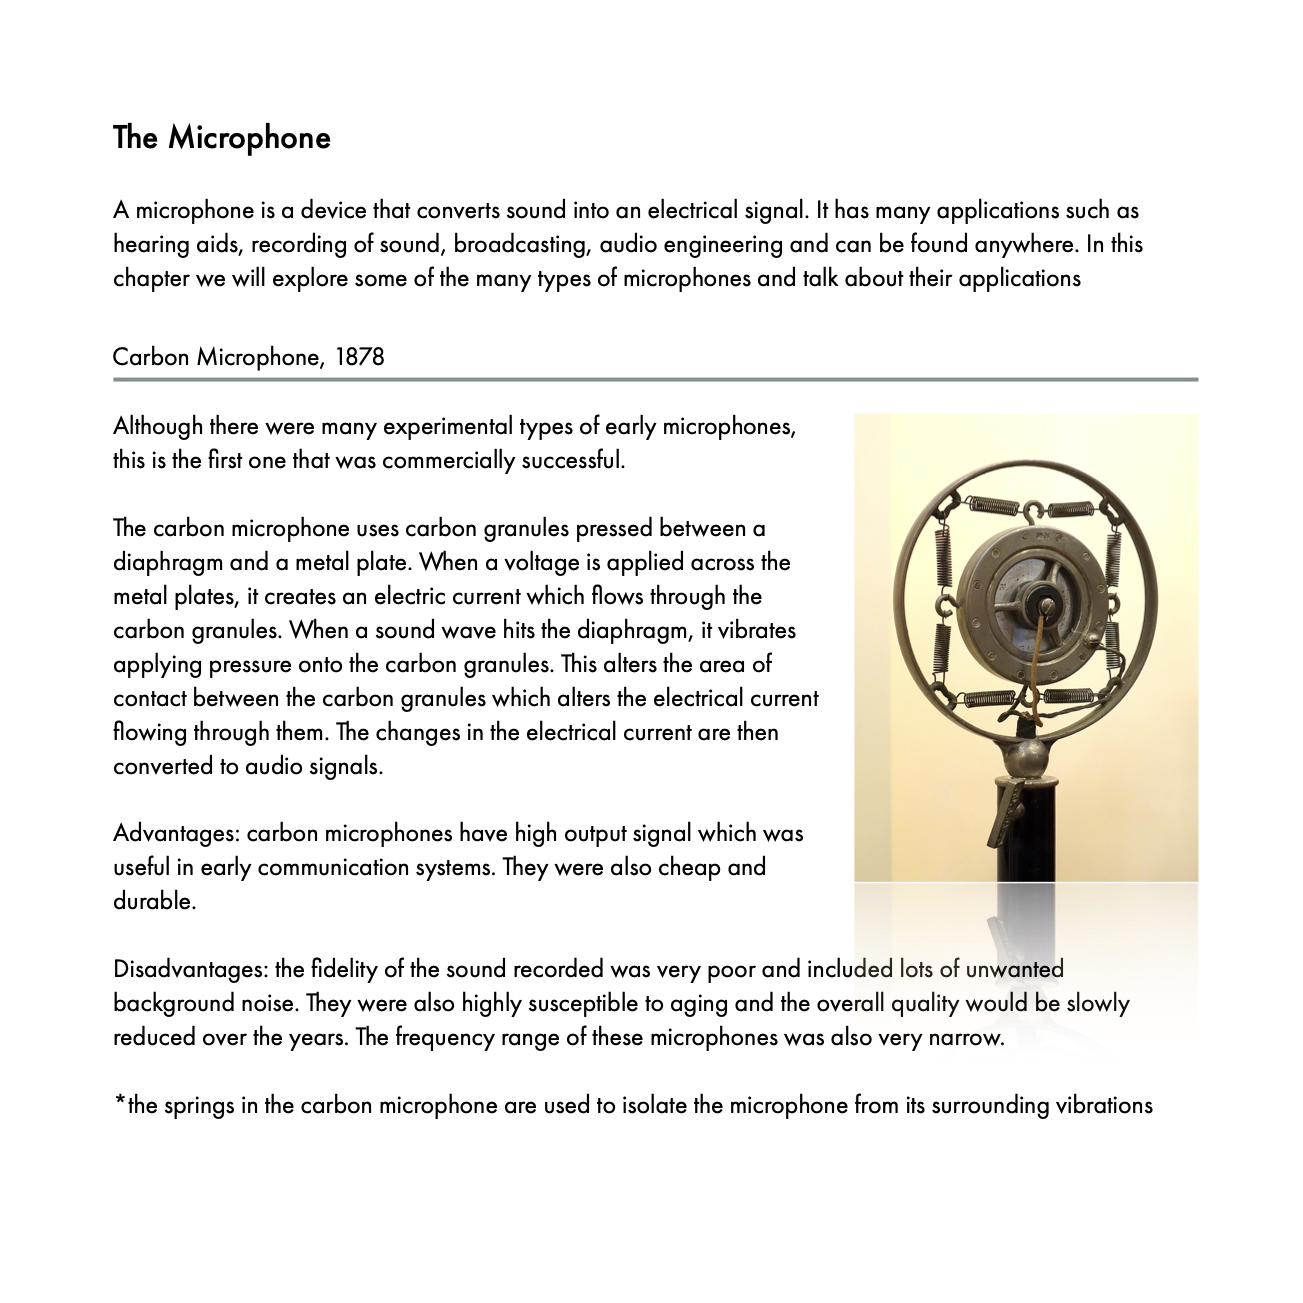 The Microphone
A microphone is a device that converts sound into an electrical signal. It has many applications such as
hearing aids, recording of sound, broadcasting, audio engineering and can be found anywhere. In this
chapter we will explore some of the many types of microphones and talk about their applications
Carbon Microphone, 1878
Although there were many experimental types of early microphones,
this is the first one that was commercially successful.
The carbon microphone uses carbon granules pressed between a
diaphragm and a metal plate. When a voltage is applied across the
metal plates, it creates an electric current which flows through the
carbon granules. When a sound wave hits the diaphragm, it vibrates
applying pressure onto the carbon granules. This alters the area of
contact between the carbon granules which alters the electrical current
flowing through them. The changes in the electrical current are then
converted to audio signals.
Advantages: carbon microphones have high output signal which was
useful in early communication systems. They were also cheap and
durable.
Disadvantages: the fidelity of the sound recorded was very poor and included lots of unwanted
background noise. They were also highly susceptible to aging and the overall quality would be slowly
reduced over the years. The frequency range of these microphones was also very narrow.
*the springs in the carbon microphone are used to isolate the microphone from its surrounding vibrations